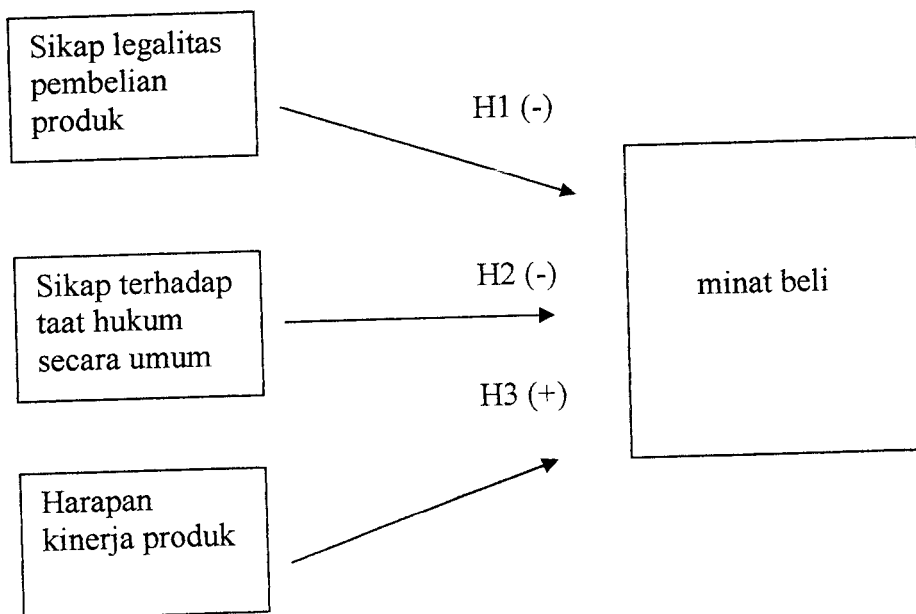 Sikap legalitas
pembelian
produk
H1 (-)
Sikap terhadap
taat hukum
secara umum
H2 (-)
minat beli
H3 (+)
Harapan
kinerja produk